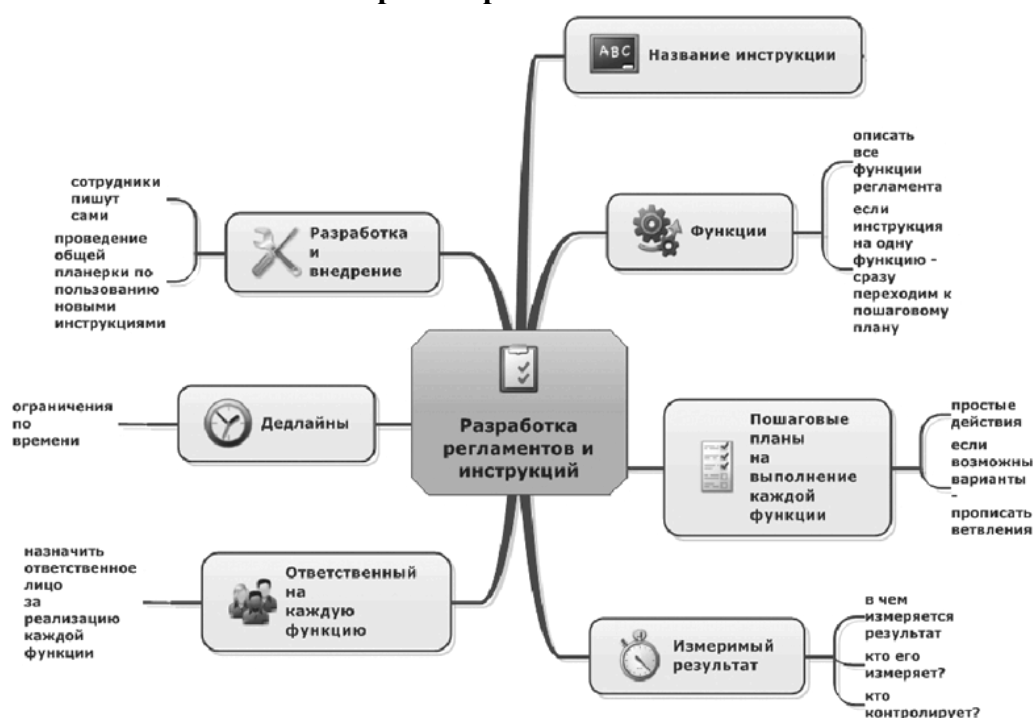 ABC
Название инструкции
Функции
описать
все
функции
регламента
если
инструкция
на одну
функцию -
сразу
переходим к
пошаговому
плану
Пошаговые
планы
на
выполнение
каждой
функции
простые
действия
если
возможны
варианты
-
прописать
ветвления
Измеримый
результат
в чем
измеряется
результат
кто его
измеряет?
кто
контролирует?
Разработка
регламентов и
инструкций
Разработка
и
внедрение
сотрудники
пишут
сами
проведение
общей
планерки по
пользованию
новыми
инструкциями
Дедлайны
ограничения
по
времени
Ответственный
на
каждую
функцию
назначить
ответственное
лицо
за
реализацию
каждой
функции